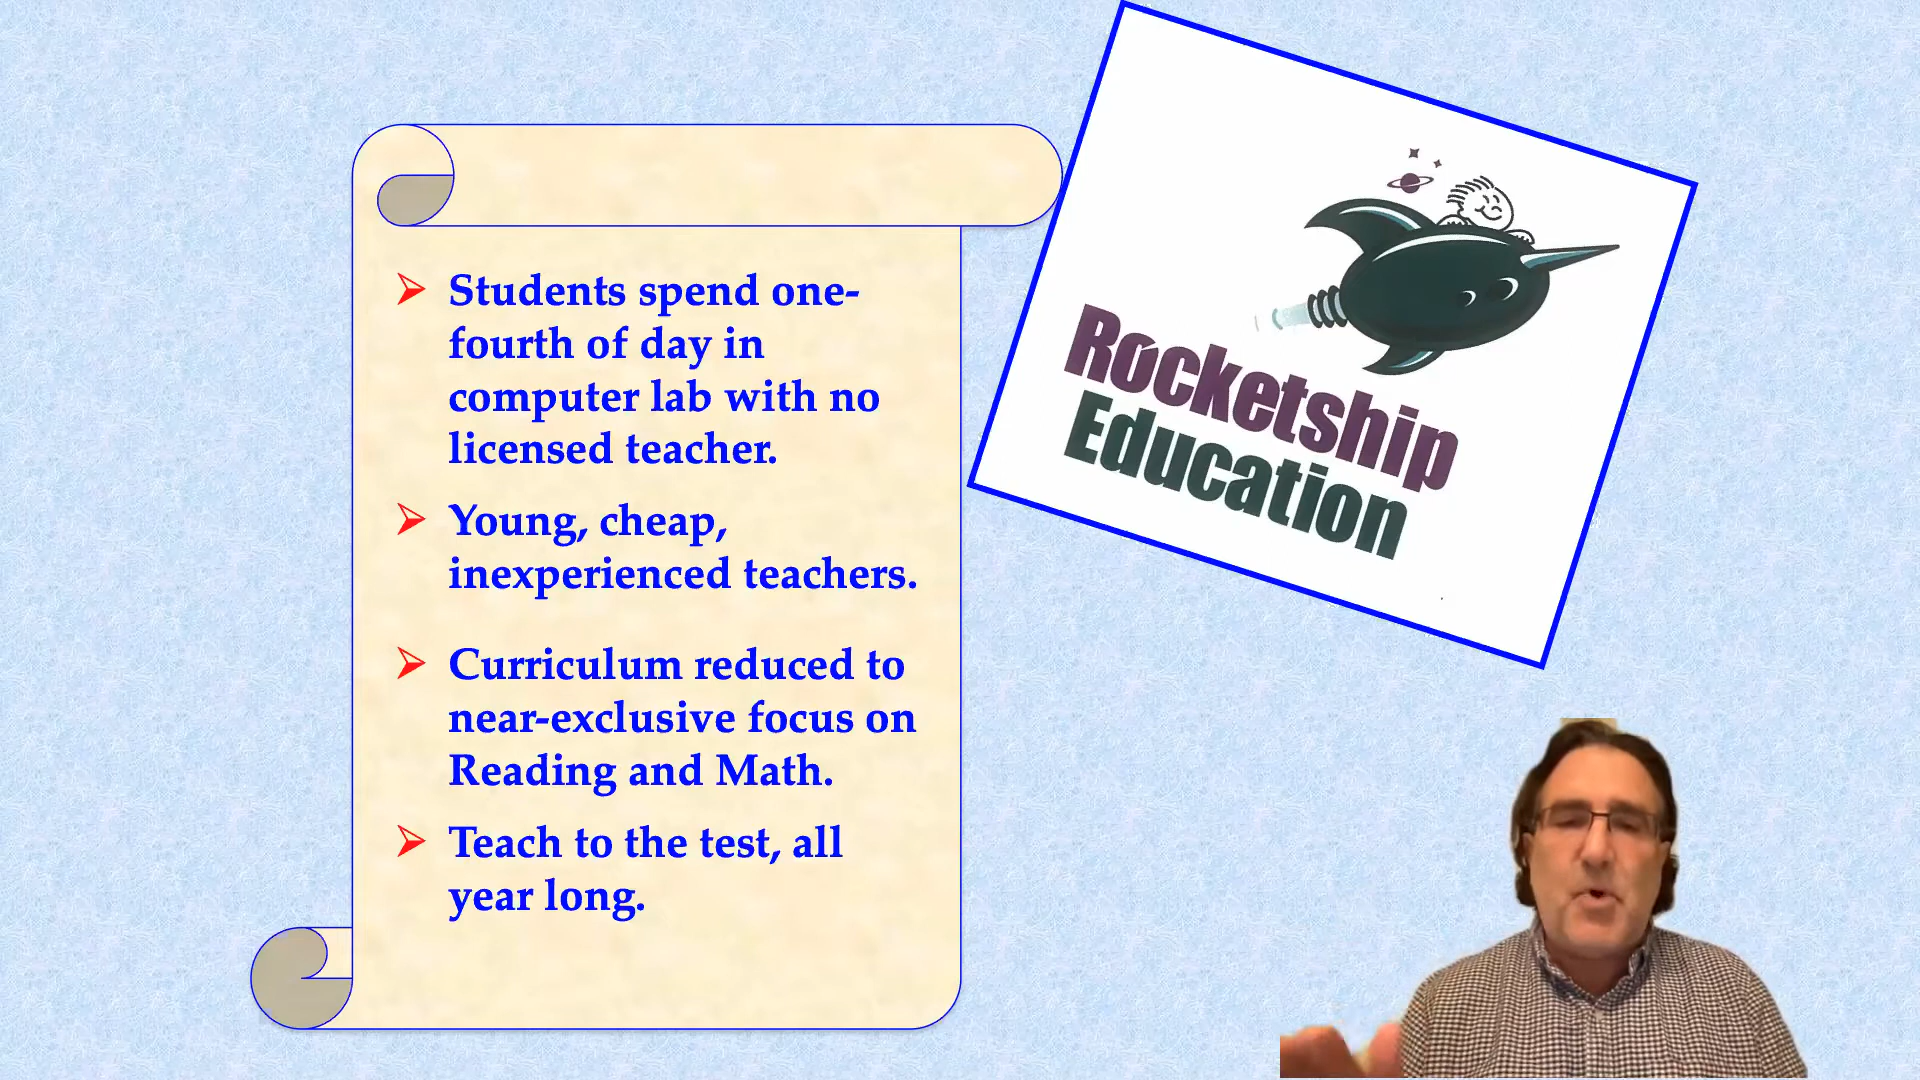 Students spend one-
fourth of day in
computer lab with no
licensed teacher.
Young, cheap,
inexperienced teachers.
Curriculum reduced to
near-exclusive focus on
Reading and Math.
Teach to the test, all
year long.
Rocketship
Education